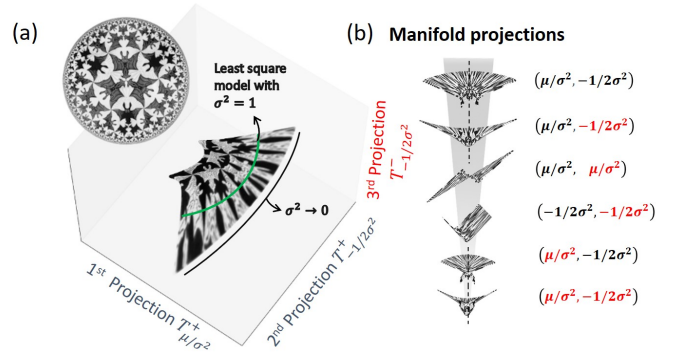 (a)
Least square
model with
σ² = 1
σ² → 0
1st Projection T⁺μ/σ²
2nd Projection T⁺−1/2σ²
3rd Projection
T⁻−1/2σ²
(b) Manifold projections
(μ/σ², −1/2σ²)
(μ/σ², −1/2σ²)
(μ/σ², μ/σ²)
(−1/2σ², −1/2σ²)
(μ/σ², −1/2σ²)
(μ/σ², −1/2σ²)